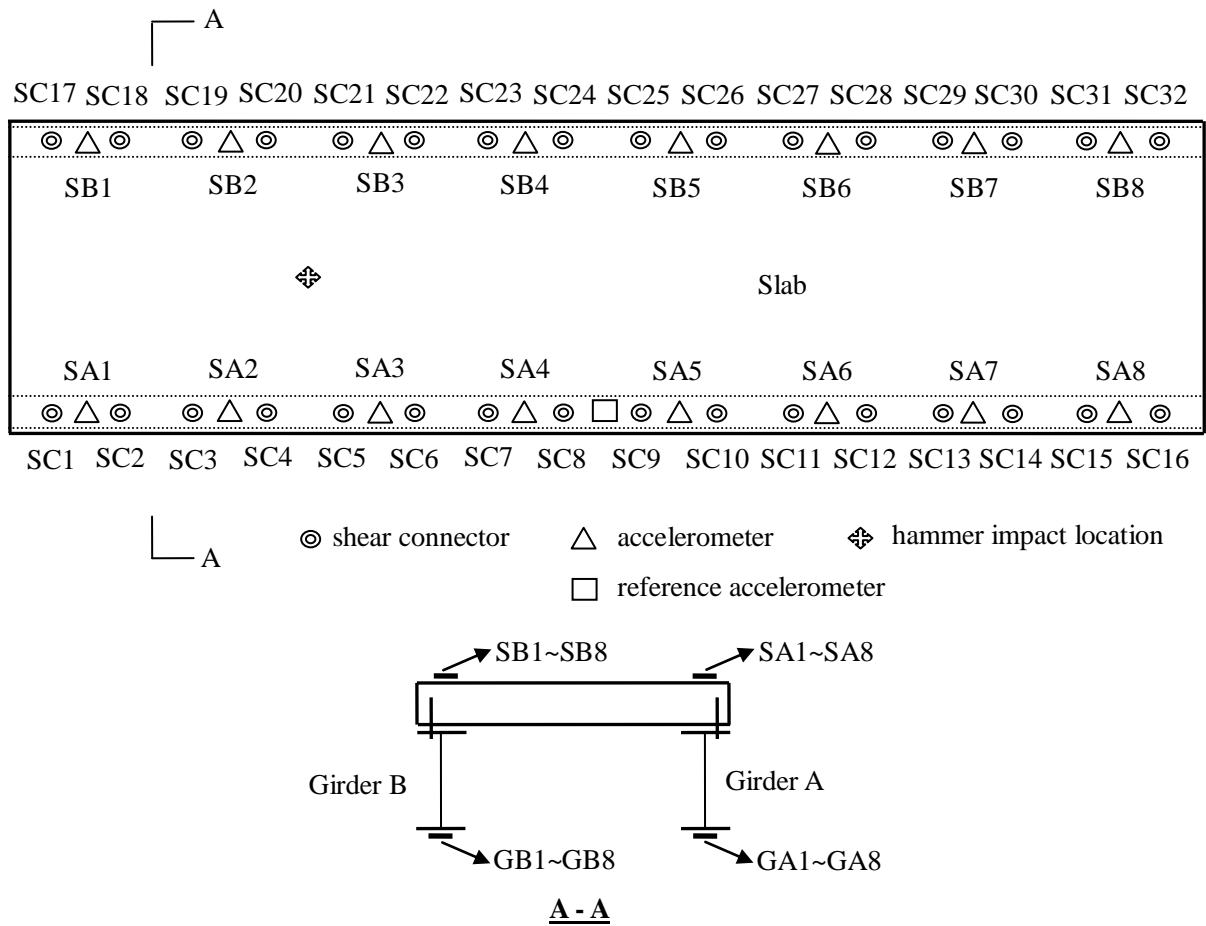 A
SC17 SC18 SC19 SC20 SC21 SC22 SC23 SC24 SC25 SC26 SC27 SC28 SC29 SC30 SC31 SC32
SB1 SB2 SB3 SB4 SB5 SB6 SB7 SB8
Slab
SA1 SA2 SA3 SA4 SA5 SA6 SA7 SA8
SC1 SC2 SC3 SC4 SC5 SC6 SC7 SC8 SC9 SC10 SC11 SC12 SC13 SC14 SC15 SC16
A
shear connector accelerometer hammer impact location
reference accelerometer
SB1~SB8 SA1~SA8
Girder B Girder A
GB1~GB8 GA1~GA8
A - A